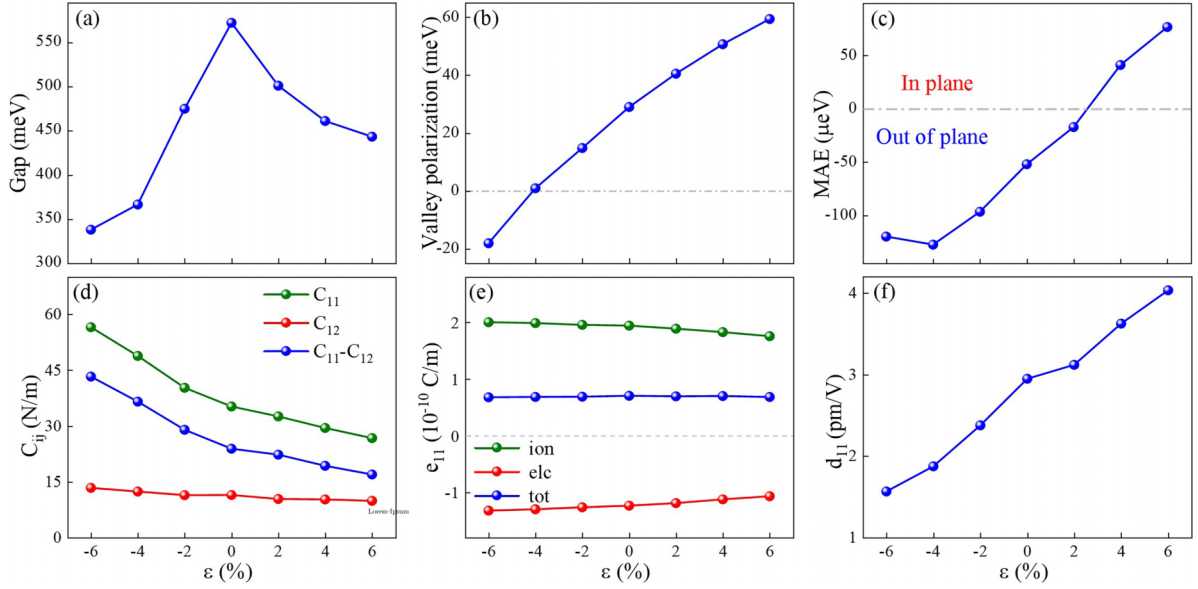 (a)
Gap (meV)
550
500
450
400
350
300
(b)
Valley polarization (meV)
60
40
20
0
-20
(c)
MAE (μeV)
50
0
-50
-100
In plane
Out of plane
(d)
C₁₁
C₁₂
C₁₁-C₁₂
C_ij (N/m)
60
45
30
15
0
Lorem-Ipsum
-6 -4 -2 0 2 4 6
ε (%)
(e)
e₁₁ (10⁻¹⁰ C/m)
2
1
0
-1
ion
elc
tot
-6 -4 -2 0 2 4 6
ε (%)
(f)
d₁₁ (pm/V)
4
3
2
1
-6 -4 -2 0 2 4 6
ε (%)